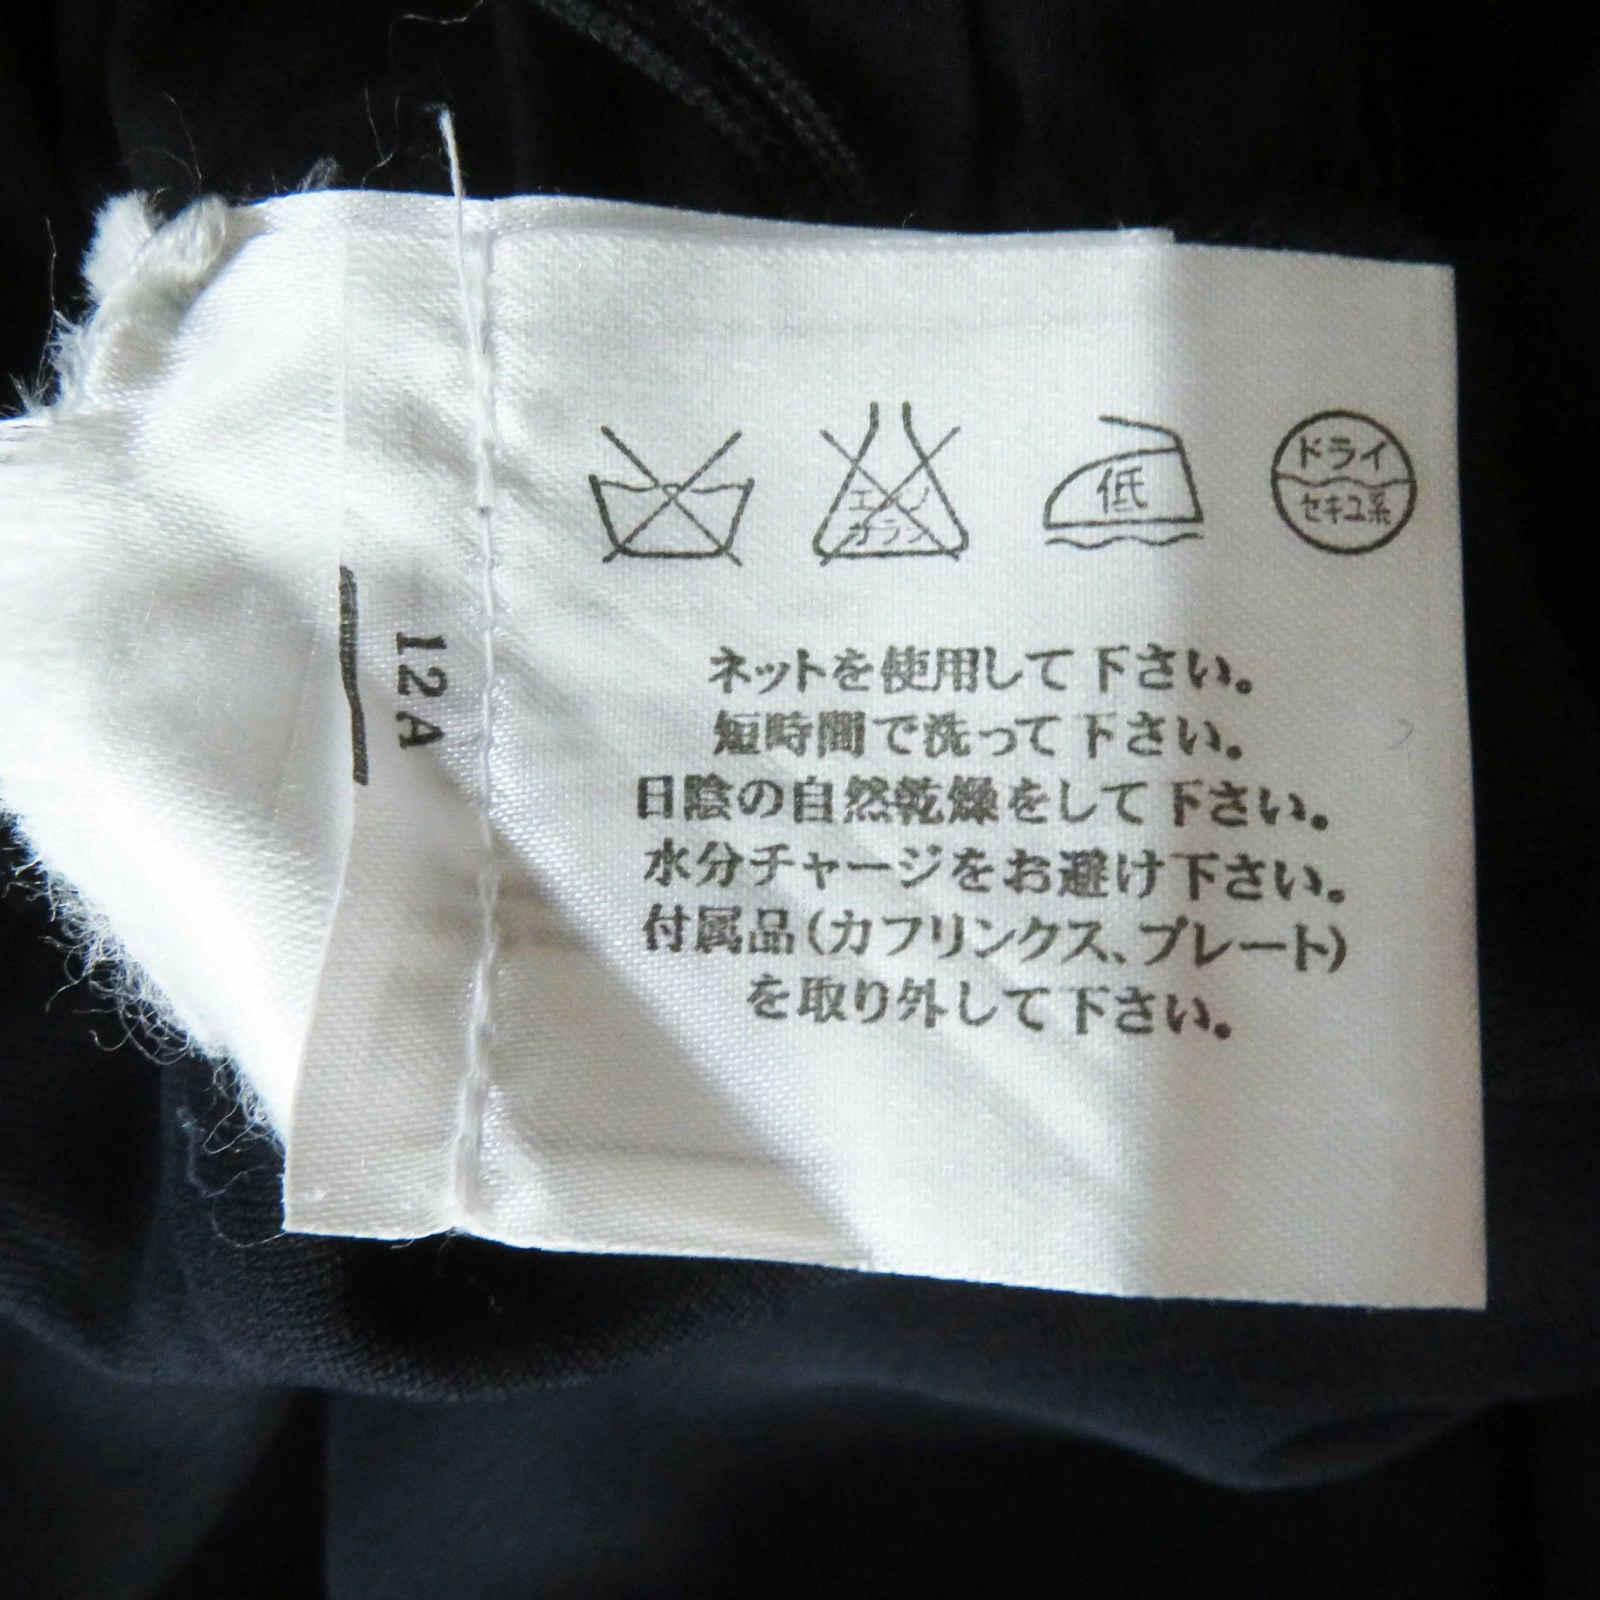 エンソ
サラシ
低
ドライ
セキユ系
12A
ネットを使用して下さい。
短時間で洗って下さい。
日陰の自然乾燥をして下さい。
水分チャージをお避け下さい。
付属品(カフリンクス、プレート)
を取り外して下さい。